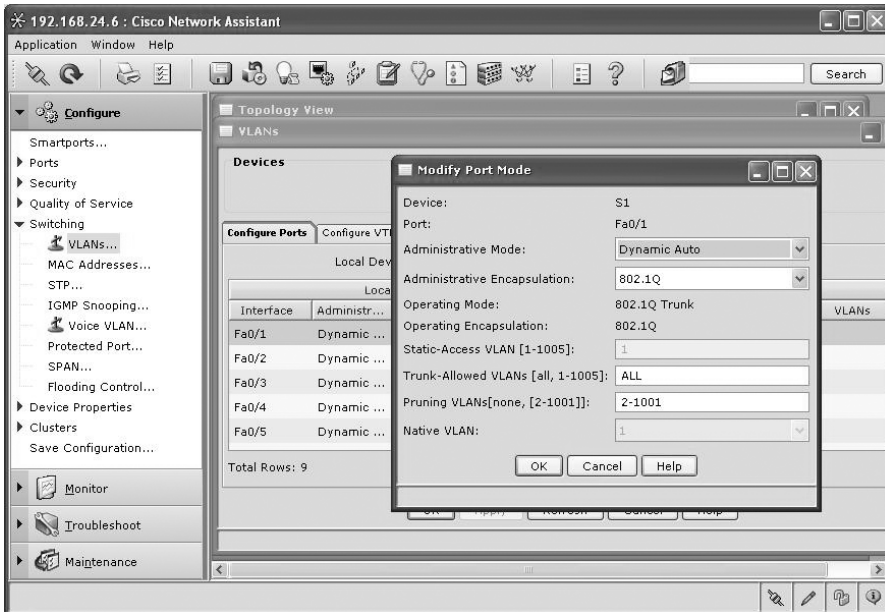 192.168.24.6 : Cisco Network Assistant
Application Window Help
Search
Configure
Smartports...
Ports
Security
Quality of Service
Switching
VLANs...
MAC Addresses...
STP...
IGMP Snooping...
Voice VLAN...
Protected Port...
SPAN...
Flooding Control...
Device Properties
Clusters
Save Configuration...
Monitor
Troubleshoot
Maintenance
Topology View
VLANs
Devices
Configure Ports Configure VT
Local Dev
Loca
Interface Administr... VLANs
Fa0/1 Dynamic ...
Fa0/2 Dynamic ...
Fa0/3 Dynamic ...
Fa0/4 Dynamic ...
Fa0/5 Dynamic ...
Total Rows: 9
Modify Port Mode
Device: S1
Port: Fa0/1
Administrative Mode: Dynamic Auto
Administrative Encapsulation: 802.1Q
Operating Mode: 802.1Q Trunk
Operating Encapsulation: 802.1Q
Static-Access VLAN [1-1005]: 1
Trunk-Allowed VLANs [all, 1-1005]: ALL
Pruning VLANs[none, [2-1001]]: 2-1001
Native VLAN: 1
OK Cancel Help